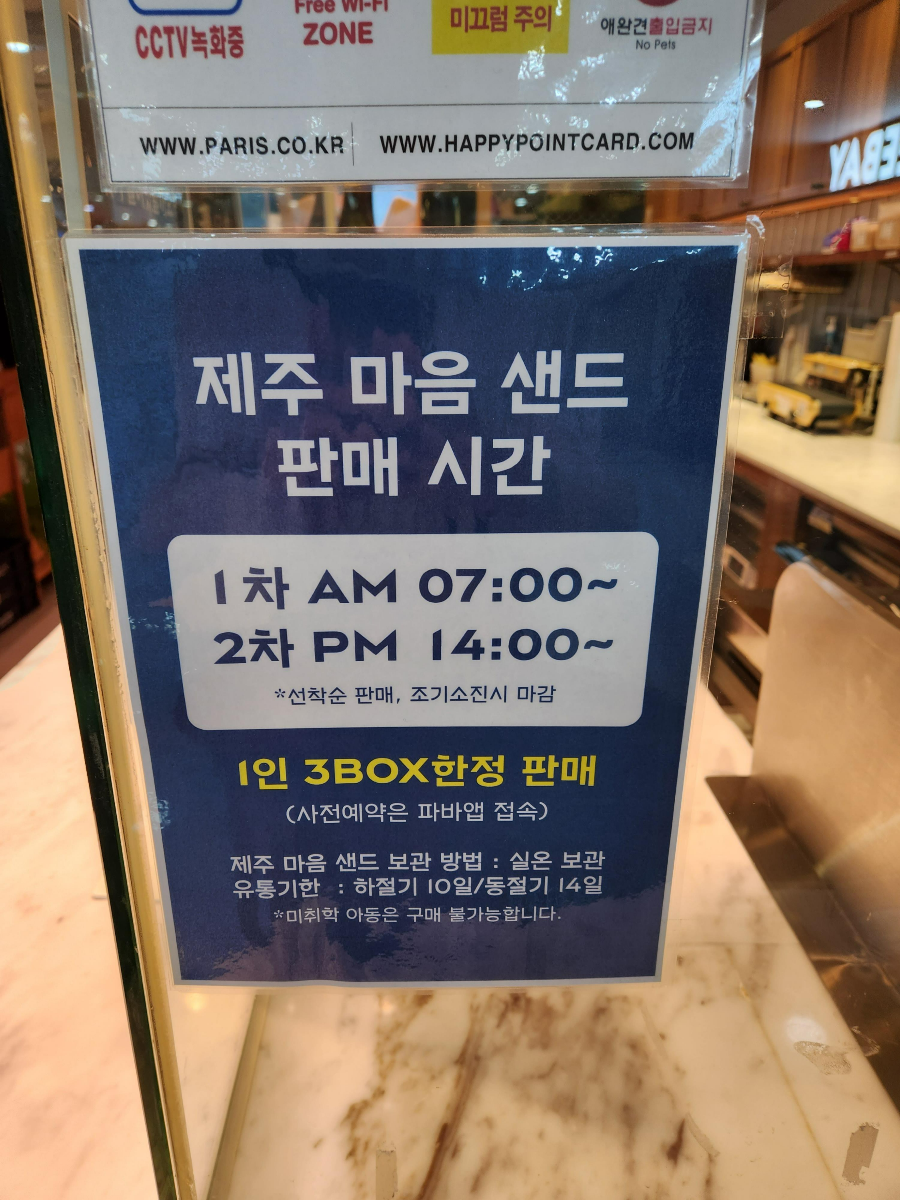 CCTV녹화중
Free Wi-Fi
ZONE
미끄럼 주의
애완견출입금지
No Pets
WWW.PARIS.CO.KR
WWW.HAPPYPOINTCARD.COM
제주 마음 샌드
판매 시간
1차 AM 07:00~
2차 PM 14:00~
*선착순 판매, 조기소진시 마감
1인 3BOX한정 판매
(사전예약은 파바앱 접속)
제주 마음 샌드 보관 방법 : 실온 보관
유통기한 : 하절기 10일/동절기 14일
*미취학 아동은 구매 불가능합니다.